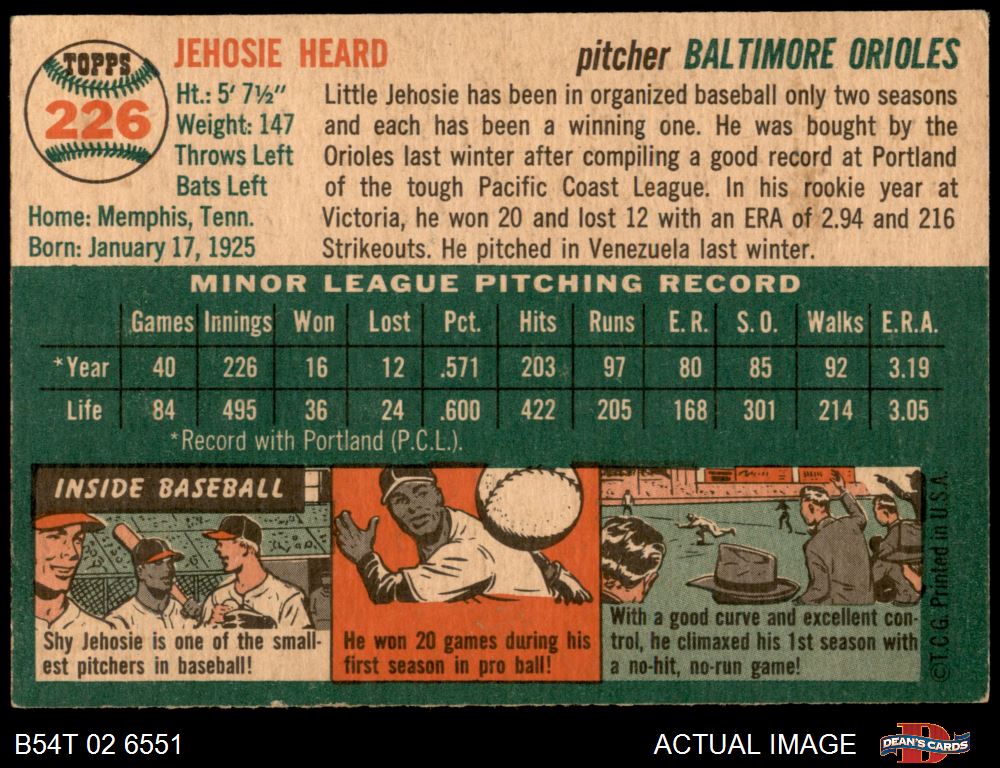 TOPPS
226
JEHOSIE HEARD
pitcher BALTIMORE ORIOLES
Ht.: 5' 7½"
Weight: 147
Throws Left
Bats Left
Home: Memphis, Tenn.
Born: January 17, 1925
Little Jehosie has been in organized baseball only two seasons
and each has been a winning one. He was bought by the
Orioles last winter after compiling a good record at Portland
of the tough Pacific Coast League. In his rookie year at
Victoria, he won 20 and lost 12 with an ERA of 2.94 and 216
Strikeouts. He pitched in Venezuela last winter.
MINOR LEAGUE PITCHING RECORD
Games Innings Won Lost Pct. Hits Runs E. R. S. O. Walks E.R.A.
*Year 40 226 16 12 .571 203 97 80 85 92 3.19
Life 84 495 36 24 .600 422 205 168 301 214 3.05
*Record with Portland (P.C.L.).
INSIDE BASEBALL
Shy Jehosie is one of the small-
est pitchers in baseball!
He won 20 games during his
first season in pro ball!
With a good curve and excellent con-
trol, he climaxed his 1st season with
a no-hit, no-run game!
©T.C.G. Printed in U.S.A.
B54T 02 6551
ACTUAL IMAGE
DEAN'S CARDS